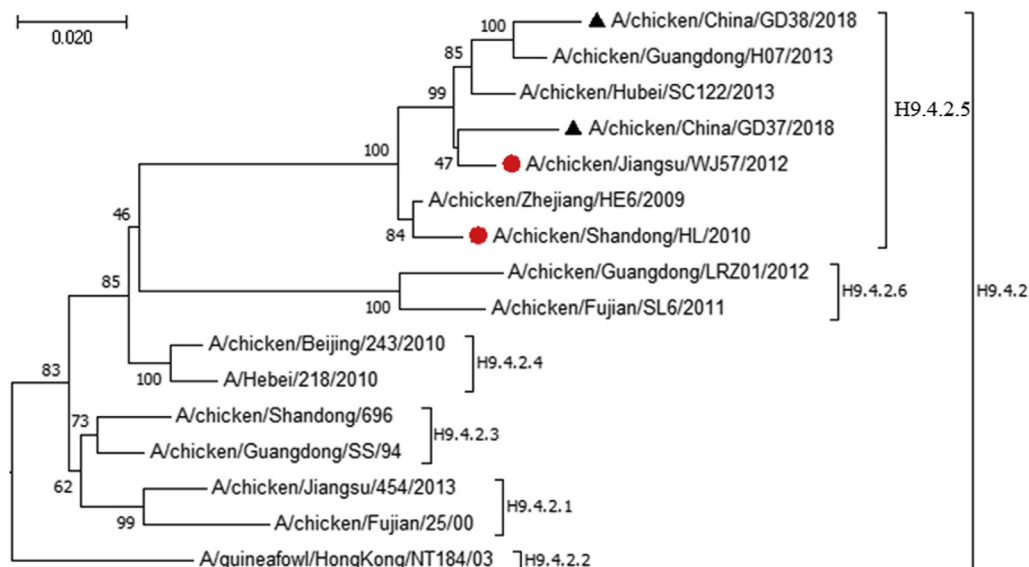 0.020
100
A/chicken/China/GD38/2018
85
A/chicken/Guangdong/H07/2013
99
A/chicken/Hubei/SC122/2013
H9.4.2.5
A/chicken/China/GD37/2018
100
47
A/chicken/Jiangsu/WJ57/2012
A/chicken/Zhejiang/HE6/2009
46
84
A/chicken/Shandong/HL/2010
A/chicken/Guangdong/LRZ01/2012
85
H9.4.2.6
H9.4.2
100
A/chicken/Fujian/SL6/2011
A/chicken/Beijing/243/2010
H9.4.2.4
83
100
A/Hebei/218/2010
73
A/chicken/Shandong/696
H9.4.2.3
A/chicken/Guangdong/SS/94
62
A/chicken/Jiangsu/454/2013
H9.4.2.1
99
A/chicken/Fujian/25/00
A/guineafowl/HongKong/NT184/03
H9.4.2.2